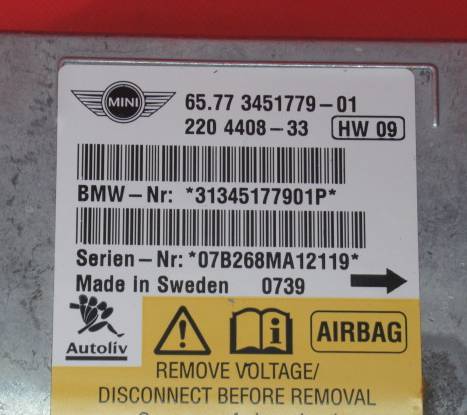 MINI
65.77 3451779-01
220 4408-33 HW 09
BMW-Nr: *31345177901P*
Serien-Nr: *07B268MA12119*
Made in Sweden 0739
Autoliv
AIRBAG
REMOVE VOLTAGE/
DISCONNECT BEFORE REMOVAL